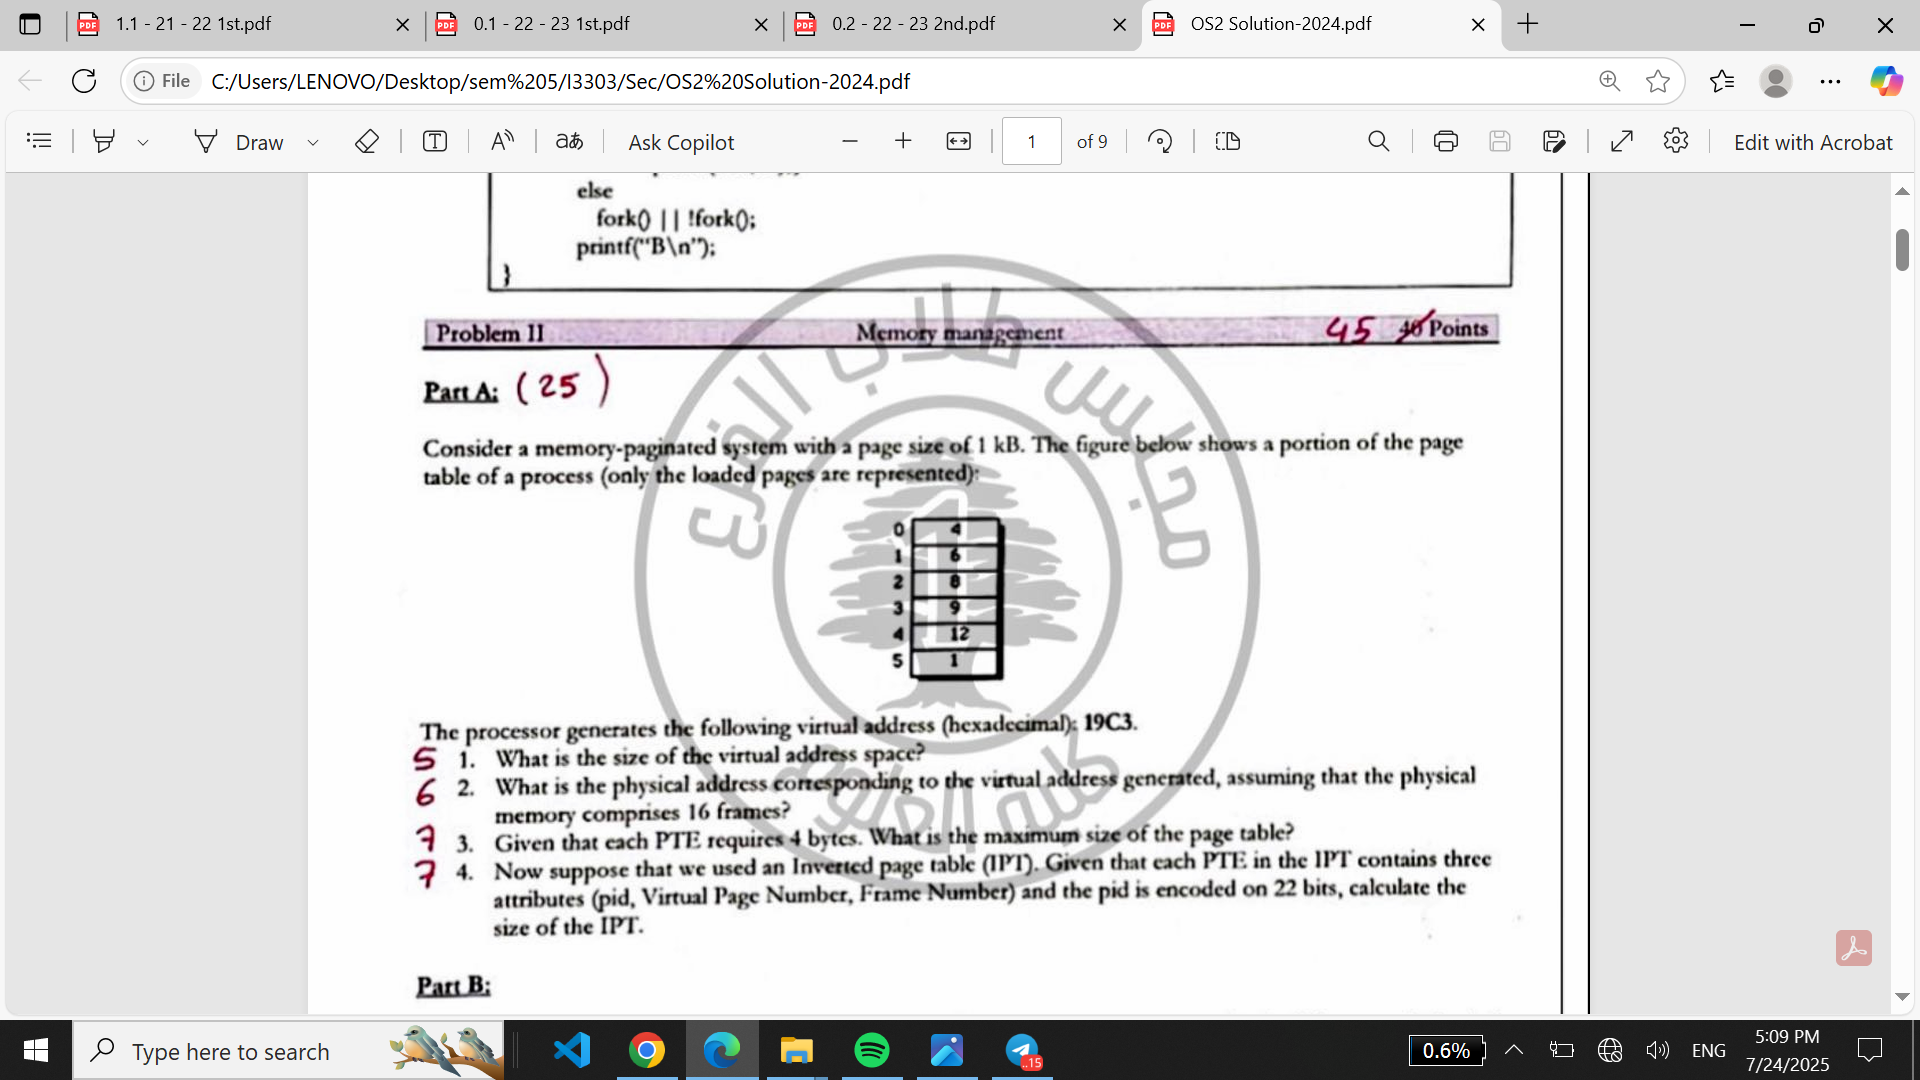 1.1 - 21 - 22 1st.pdf
0.1 - 22 - 23 1st.pdf
0.2 - 22 - 23 2nd.pdf
OS2 Solution-2024.pdf
File C:/Users/LENOVO/Desktop/sem%205/I3303/Sec/OS2%20Solution-2024.pdf
Draw
Ask Copilot
1 of 9
Edit with Acrobat
else
fork() || !fork();
printf("B\n");
}
Problem II Memory management 45 40 Points
Part A: (25)
Consider a memory-paginated system with a page size of 1 kB. The figure below shows a portion of the page
table of a process (only the loaded pages are represented):
0 4
1 6
2 8
3 9
4 12
5 1
The processor generates the following virtual address (hexadecimal): 19C3.
5 1. What is the size of the virtual address space?
6 2. What is the physical address corresponding to the virtual address generated, assuming that the physical
memory comprises 16 frames?
7 3. Given that each PTE requires 4 bytes. What is the maximum size of the page table?
7 4. Now suppose that we used an Inverted page table (IPT). Given that each PTE in the IPT contains three
attributes (pid, Virtual Page Number, Frame Number) and the pid is encoded on 22 bits, calculate the
size of the IPT.
Part B:
مجلس طلاب الفرع
1
كلية العلوم
Type here to search
..15
0.6%
ENG
5:09 PM
7/24/2025